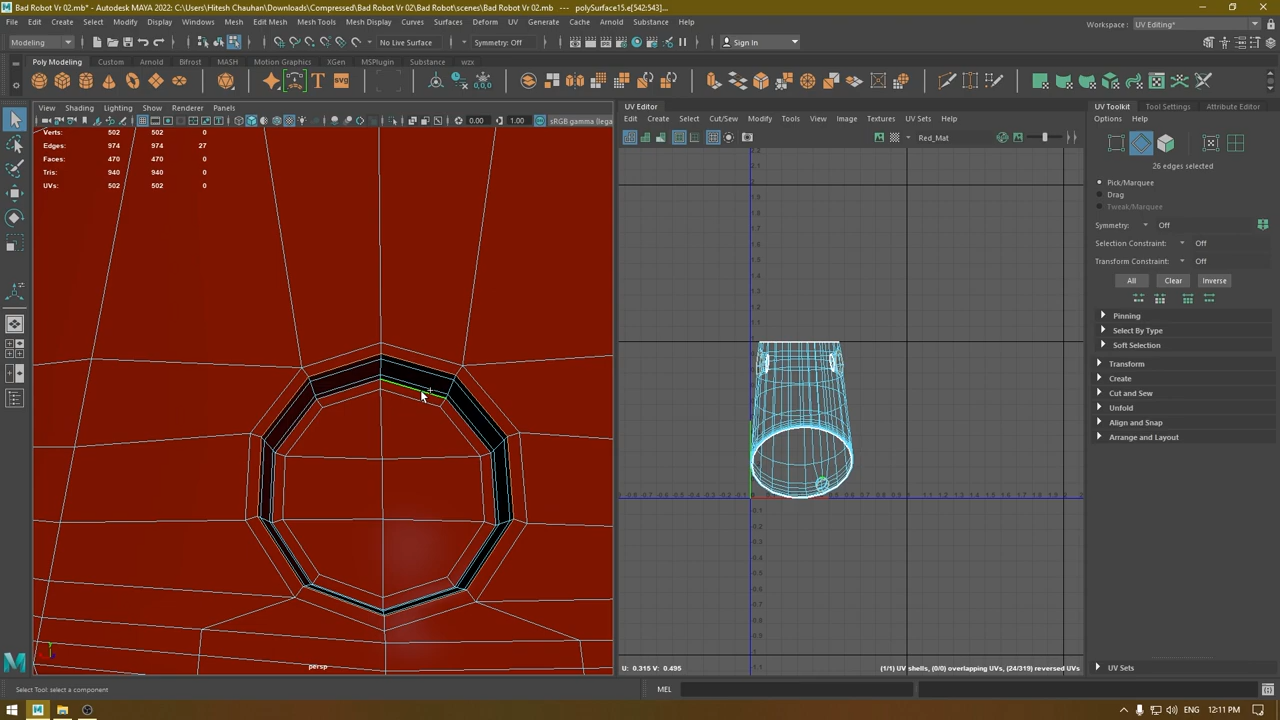 Bad Robot Vr 02.mb* - Autodesk MAYA 2022: C:\Users\Hitesh Chauhan\Downloads\Compressed\Bad Robot Vr 02\Bad Robot\scenes\Bad Robot Vr 02.mb --- polySurface15.e[542:543]...
File Edit Create Select Modify Display Windows Mesh Edit Mesh Mesh Tools Mesh Display Curves Surfaces Deform UV Generate Cache Arnold Substance Help
Workspace : UV Editing*
Modeling No Live Surface Symmetry: Off Sign In
Poly Modeling Custom Arnold Bifrost MASH Motion Graphics XGen MSPlugin Substance wzx
View Shading Lighting Show Renderer Panels
0.00 1.00 sRGB gamma (lega
Verts: 502 502 0
Edges: 974 974 27
Faces: 470 470 0
Tris: 940 940 0
UVs: 502 502 0
persp
UV Editor
Edit Create Select Cut/Sew Modify Tools View Image Textures UV Sets Help
Red_Mat
U: 0.315 V: 0.495 (1/1) UV shells, (0/0) overlapping UVs, (24/319) reversed UVs
UV Toolkit Tool Settings Attribute Editor
Options Help
26 edges selected
Pick/Marquee
Drag
Tweak/Marquee
Symmetry: Off
Selection Constraint: Off
Transform Constraint: Off
All Clear Inverse
Pinning
Select By Type
Soft Selection
Transform
Create
Cut and Sew
Unfold
Align and Snap
Arrange and Layout
UV Sets
Select Tool: select a component
MEL
ENG 12:11 PM